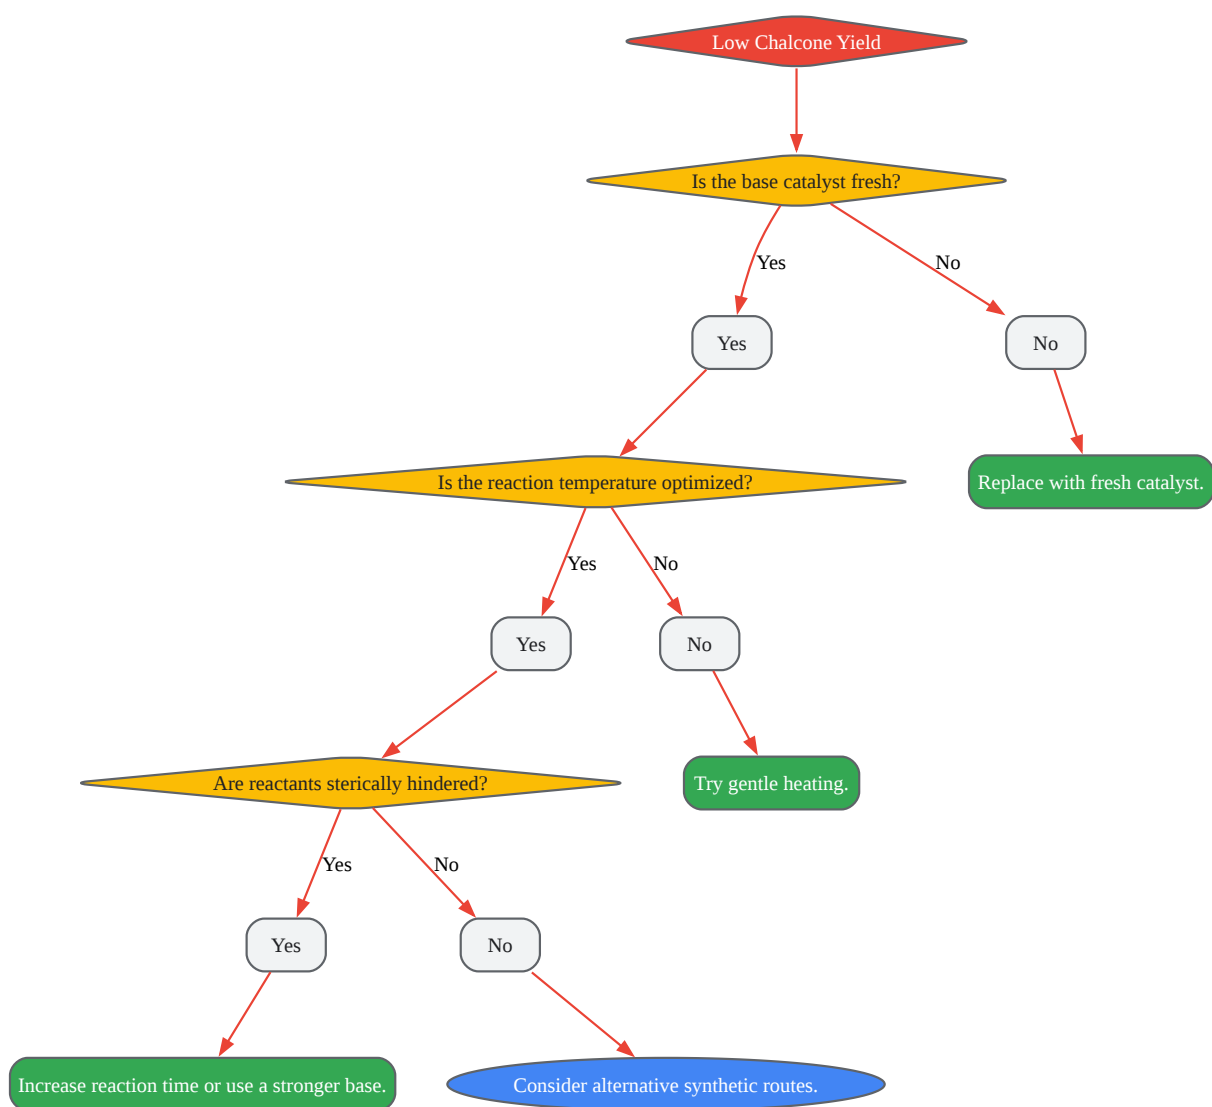 Low Chalcone Yield
Is the base catalyst fresh?
Yes
No
Yes
No
Is the reaction temperature optimized?
Replace with fresh catalyst.
Yes
No
Yes
No
Are reactants sterically hindered?
Try gentle heating.
Yes
No
Yes
No
Increase reaction time or use a stronger base.
Consider alternative synthetic routes.